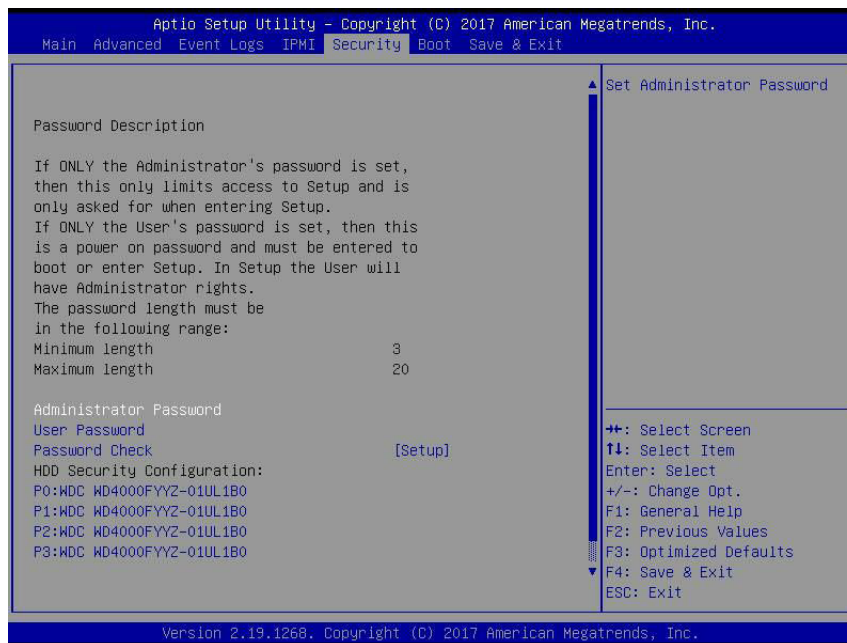 Aptio Setup Utility – Copyright (C) 2017 American Megatrends, Inc.
Main Advanced Event Logs IPMI Security Boot Save & Exit
Password Description
If ONLY the Administrator's password is set,
then this only limits access to Setup and is
only asked for when entering Setup.
If ONLY the User's password is set, then this
is a power on password and must be entered to
boot or enter Setup. In Setup the User will
have Administrator rights.
The password length must be
in the following range:
Minimum length 3
Maximum length 20
Administrator Password
User Password
Password Check [Setup]
HDD Security Configuration:
P0:WDC WD4000FYYZ-01UL1B0
P1:WDC WD4000FYYZ-01UL1B0
P2:WDC WD4000FYYZ-01UL1B0
P3:WDC WD4000FYYZ-01UL1B0
Set Administrator Password
→←: Select Screen
↑↓: Select Item
Enter: Select
+/-: Change Opt.
F1: General Help
F2: Previous Values
F3: Optimized Defaults
F4: Save & Exit
ESC: Exit
Version 2.19.1268. Copyright (C) 2017 American Megatrends, Inc.